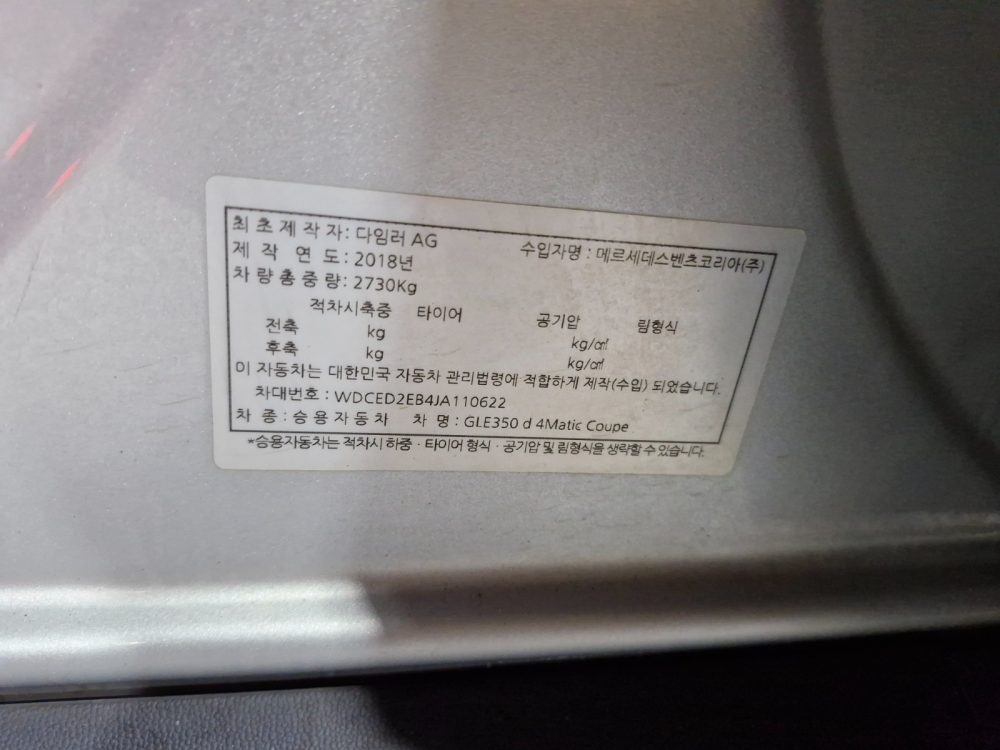 최초제작자: 다임러 AG 수입자명 : 메르세데스벤츠코리아(주)
제 작 연 도: 2018년
차량총중량: 2730Kg
적차시축중 타이어 공기압 림형식
전축 kg kg/㎠
후축 kg kg/㎠
이 자동차는 대한민국 자동차 관리법령에 적합하게 제작(수입) 되었습니다.
차대번호 : WDCED2EB4JA110622
차 종 : 승용자동차 차 명 : GLE350 d 4Matic Coupe
*승용자동차는 적차시 하중 · 타이어 형식 · 공기압 및 림형식을 생략할 수 있습니다.